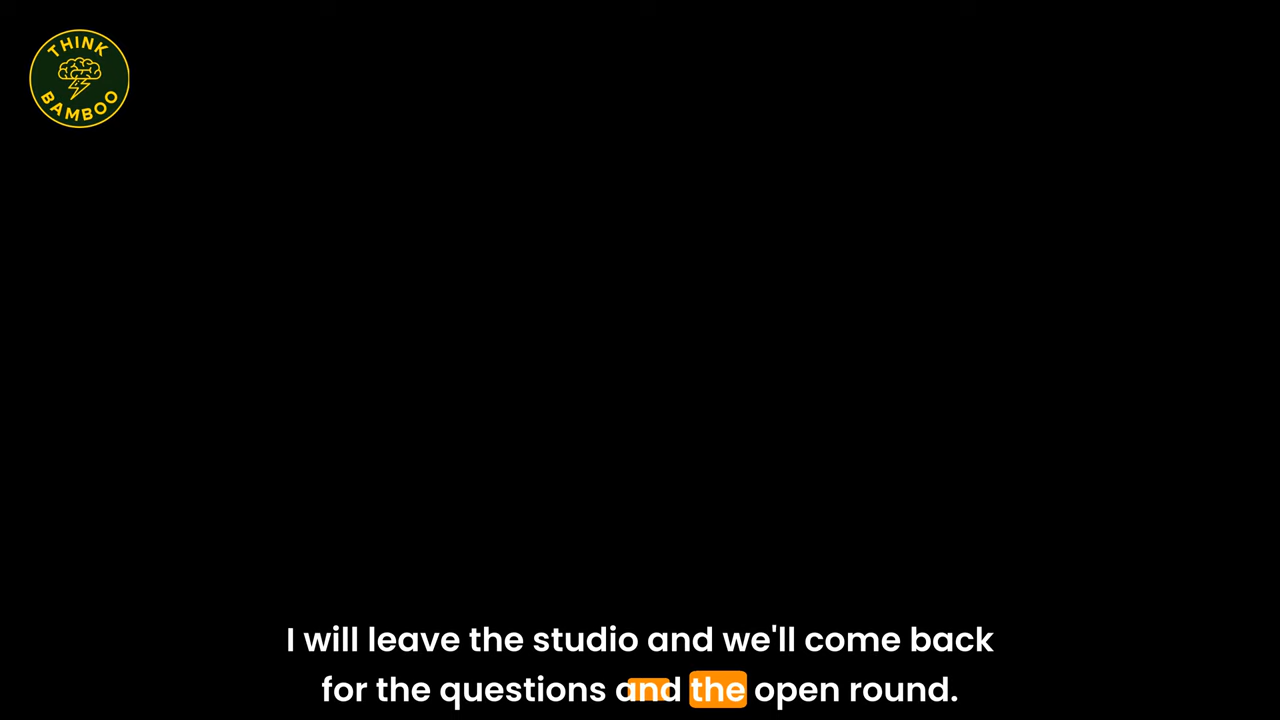 THINK
BAMBOO
I will leave the studio and we'll come back
for the questions and the open round.